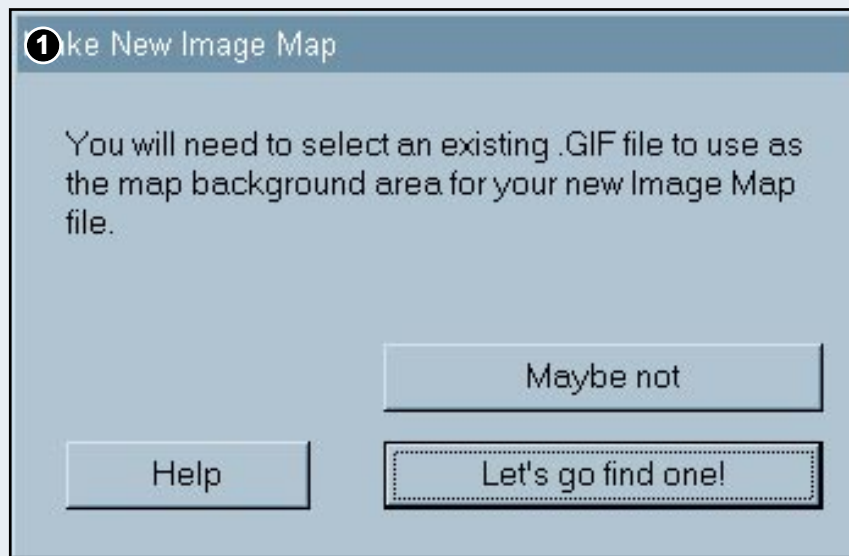 1
ke New Image Map
You will need to select an existing .GIF file to use as
the map background area for your new Image Map
file.
Maybe not
Help
Let's go find one!